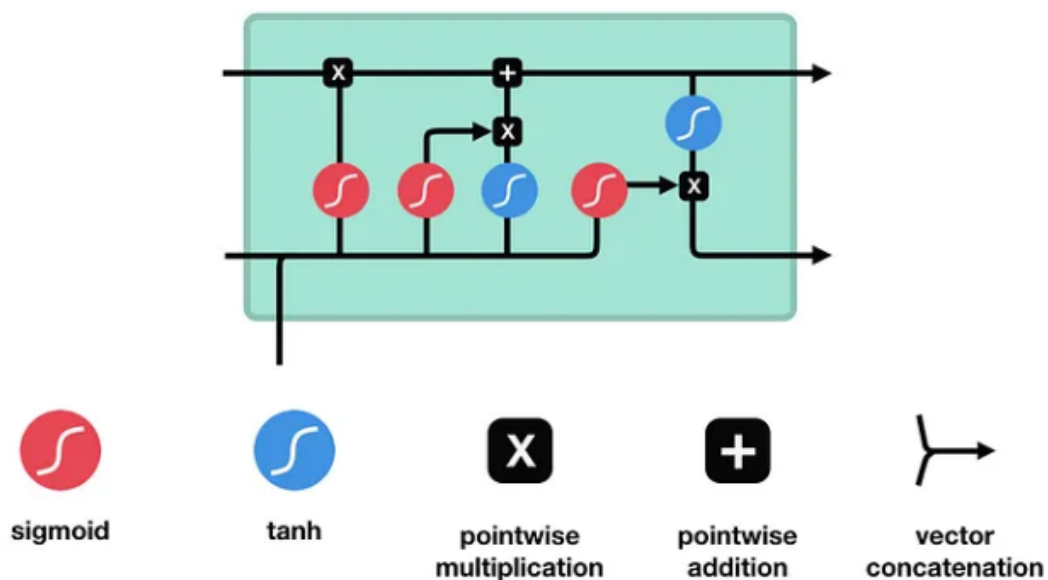 X
+
X
X
X
+
sigmoid
tanh
pointwise
multiplication
pointwise
addition
vector
concatenation